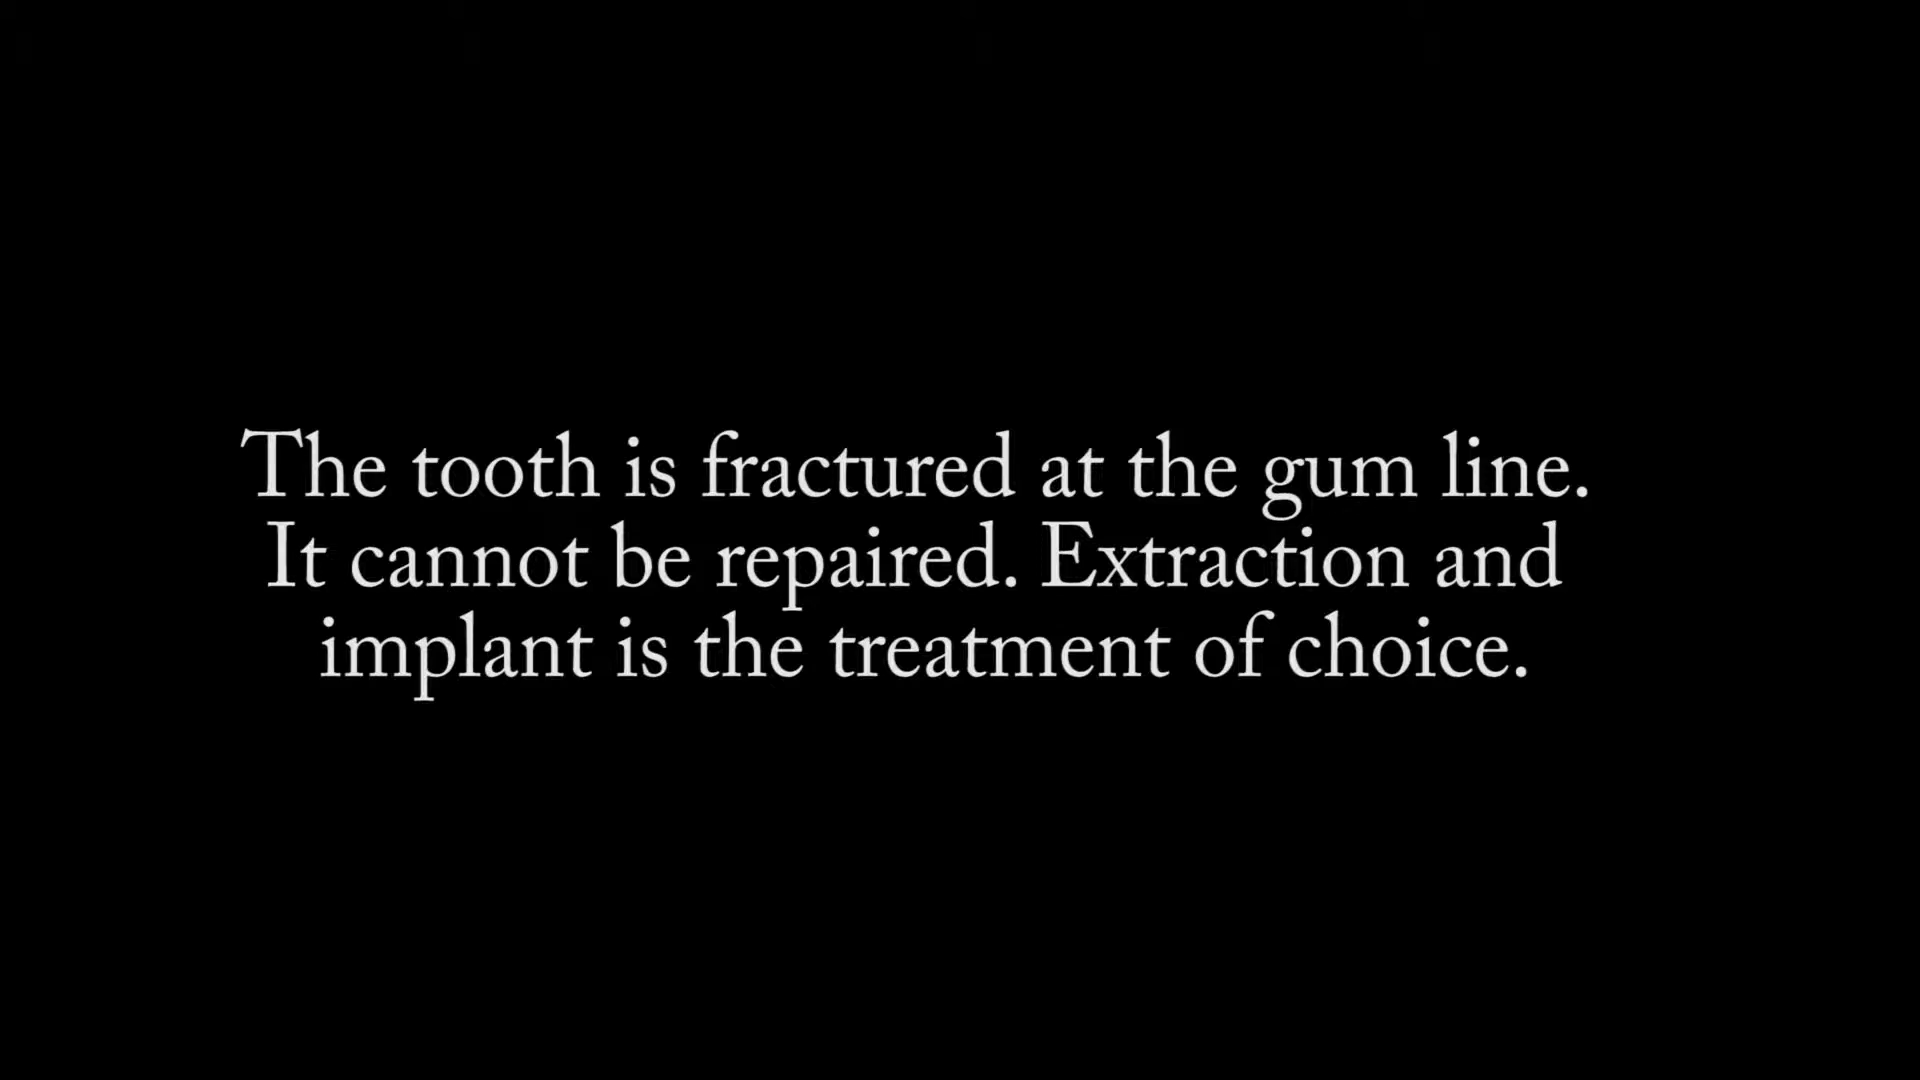 The tooth is fractured at the gum line.
It cannot be repaired. Extraction and
implant is the treatment of choice.